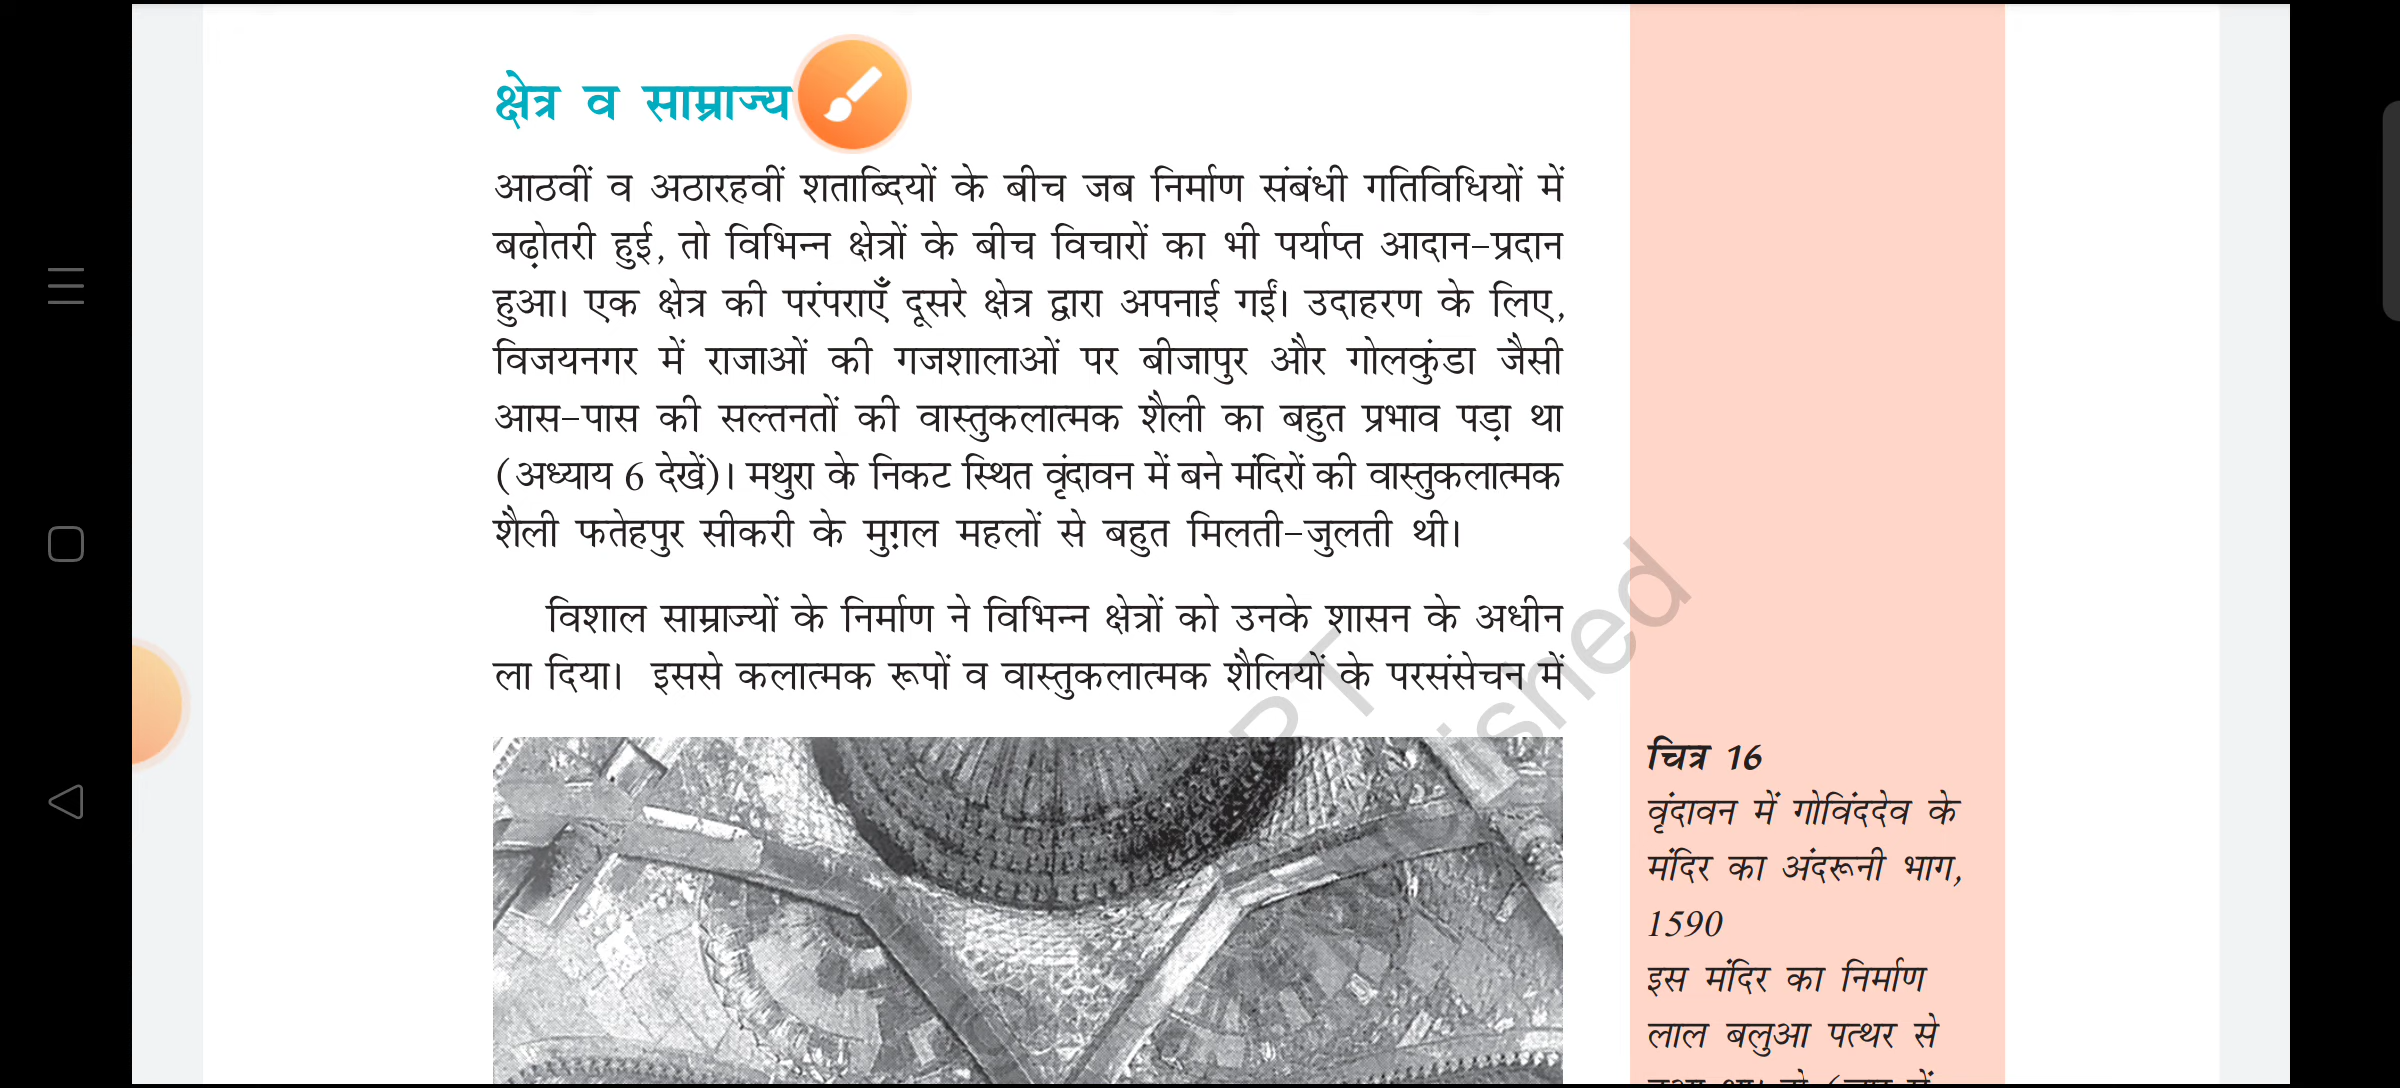 क्षेत्र व साम्राज्य
आठवीं व अठारहवीं शताब्दियों के बीच जब निर्माण संबंधी गतिविधियों में
बढ़ोतरी हुई, तो विभिन्न क्षेत्रों के बीच विचारों का भी पर्याप्त आदान-प्रदान
हुआ। एक क्षेत्र की परंपराएँ दूसरे क्षेत्र द्वारा अपनाई गईं। उदाहरण के लिए,
विजयनगर में राजाओं की गजशालाओं पर बीजापुर और गोलकुंडा जैसी
आस-पास की सल्तनतों की वास्तुकलात्मक शैली का बहुत प्रभाव पड़ा था
(अध्याय 6 देखें)। मथुरा के निकट स्थित वृंदावन में बने मंदिरों की वास्तुकलात्मक
शैली फतेहपुर सीकरी के मुग़ल महलों से बहुत मिलती-जुलती थी।
विशाल साम्राज्यों के निर्माण ने विभिन्न क्षेत्रों को उनके शासन के अधीन
ला दिया। इससे कलात्मक रूपों व वास्तुकलात्मक शैलियों के परसंसेचन में
चित्र 16
वृंदावन में गोविंददेव के
मंदिर का अंदरूनी भाग,
1590
इस मंदिर का निर्माण
लाल बलुआ पत्थर से